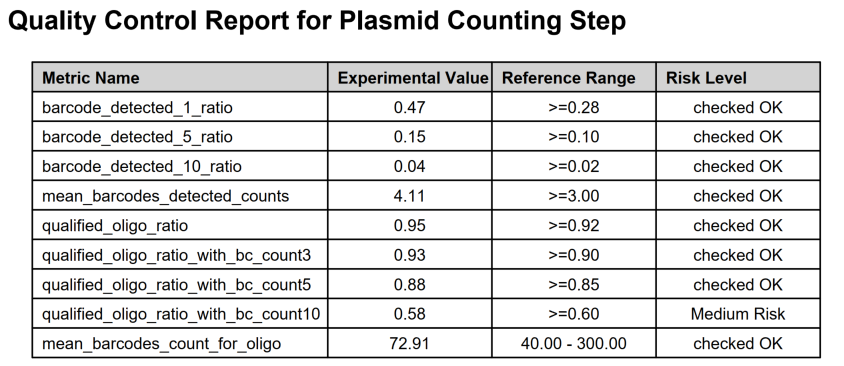 Quality Control Report for Plasmid Counting Step
Metric Name Experimental Value Reference Range Risk Level
barcode_detected_1_ratio 0.47 >=0.28 checked OK
barcode_detected_5_ratio 0.15 >=0.10 checked OK
barcode_detected_10_ratio 0.04 >=0.02 checked OK
mean_barcodes_detected_counts 4.11 >=3.00 checked OK
qualified_oligo_ratio 0.95 >=0.92 checked OK
qualified_oligo_ratio_with_bc_count3 0.93 >=0.90 checked OK
qualified_oligo_ratio_with_bc_count5 0.88 >=0.85 checked OK
qualified_oligo_ratio_with_bc_count10 0.58 >=0.60 Medium Risk
mean_barcodes_count_for_oligo 72.91 40.00 - 300.00 checked OK